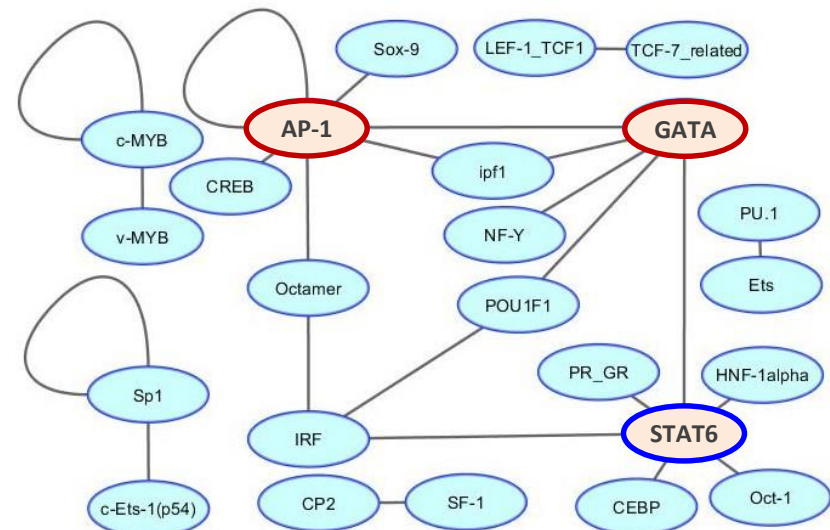 Sox-9
LEF-1_TCF1
TCF-7_related
c-MYB
AP-1
GATA
CREB
ipf1
v-MYB
NF-Y
PU.1
Octamer
POU1F1
Ets
Sp1
PR_GR
HNF-1alpha
IRF
STAT6
c-Ets-1(p54)
CP2
SF-1
CEBP
Oct-1